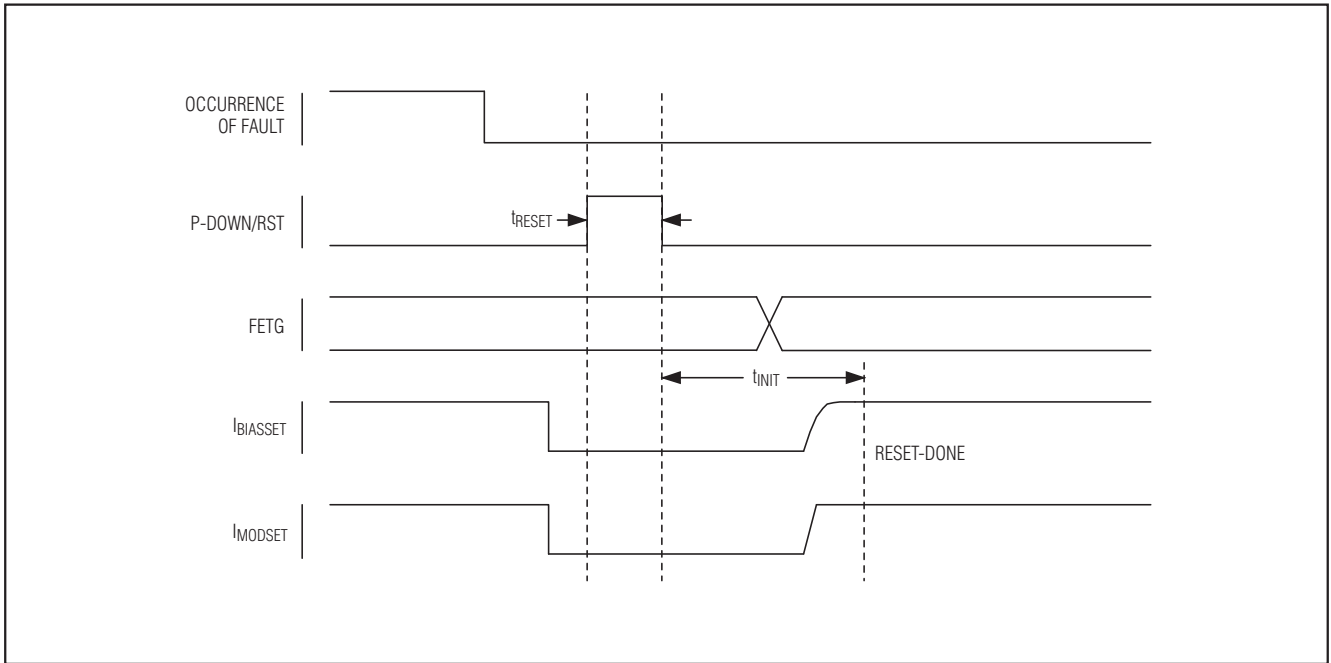 OCCURRENCE
OF FAULT
P-DOWN/RST
tRESET
FETG
tINIT
IBIASSET
RESET-DONE
IMODSET